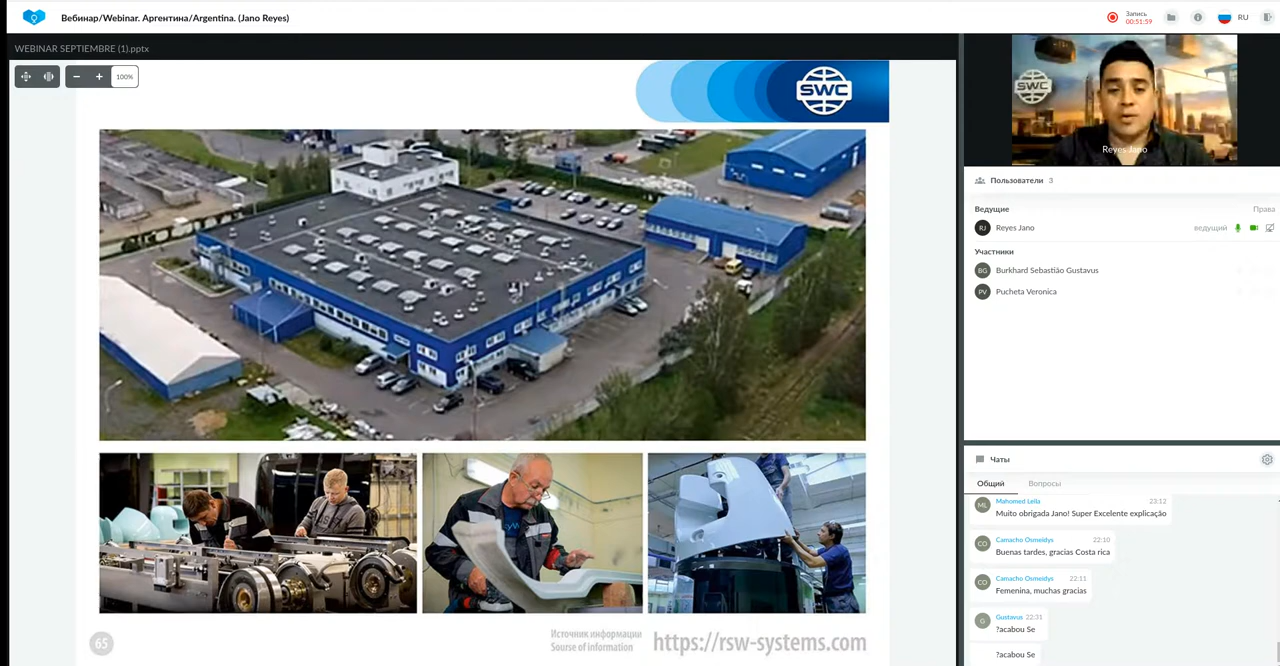 Вебинар/Webinar. Аргентина/Argentina. (Jano Reyes)
Запись
00:51:59
RU
WEBINAR SEPTIEMBRE (1).pptx
100%
SWC
SWC
Reyes Jano
Пользователи 3
Ведущие Права
RJ Reyes Jano ведущий
Участники
BG Burkhard Sebastião Gustavus
PV Pucheta Veronica
65
Источник информации
Sourse of information
https://rsw-systems.com
Чаты
Общий Вопросы
ML Mahomed Leila 23:12
Muito obrigada Jano! Super Excelente explicação
CO Camacho Osmeidys 22:10
Buenas tardes, gracias Costa rica
CO Camacho Osmeidys 22:11
Femenina, muchas gracias
G Gustavus 22:31
?acabou Se
?acabou Se